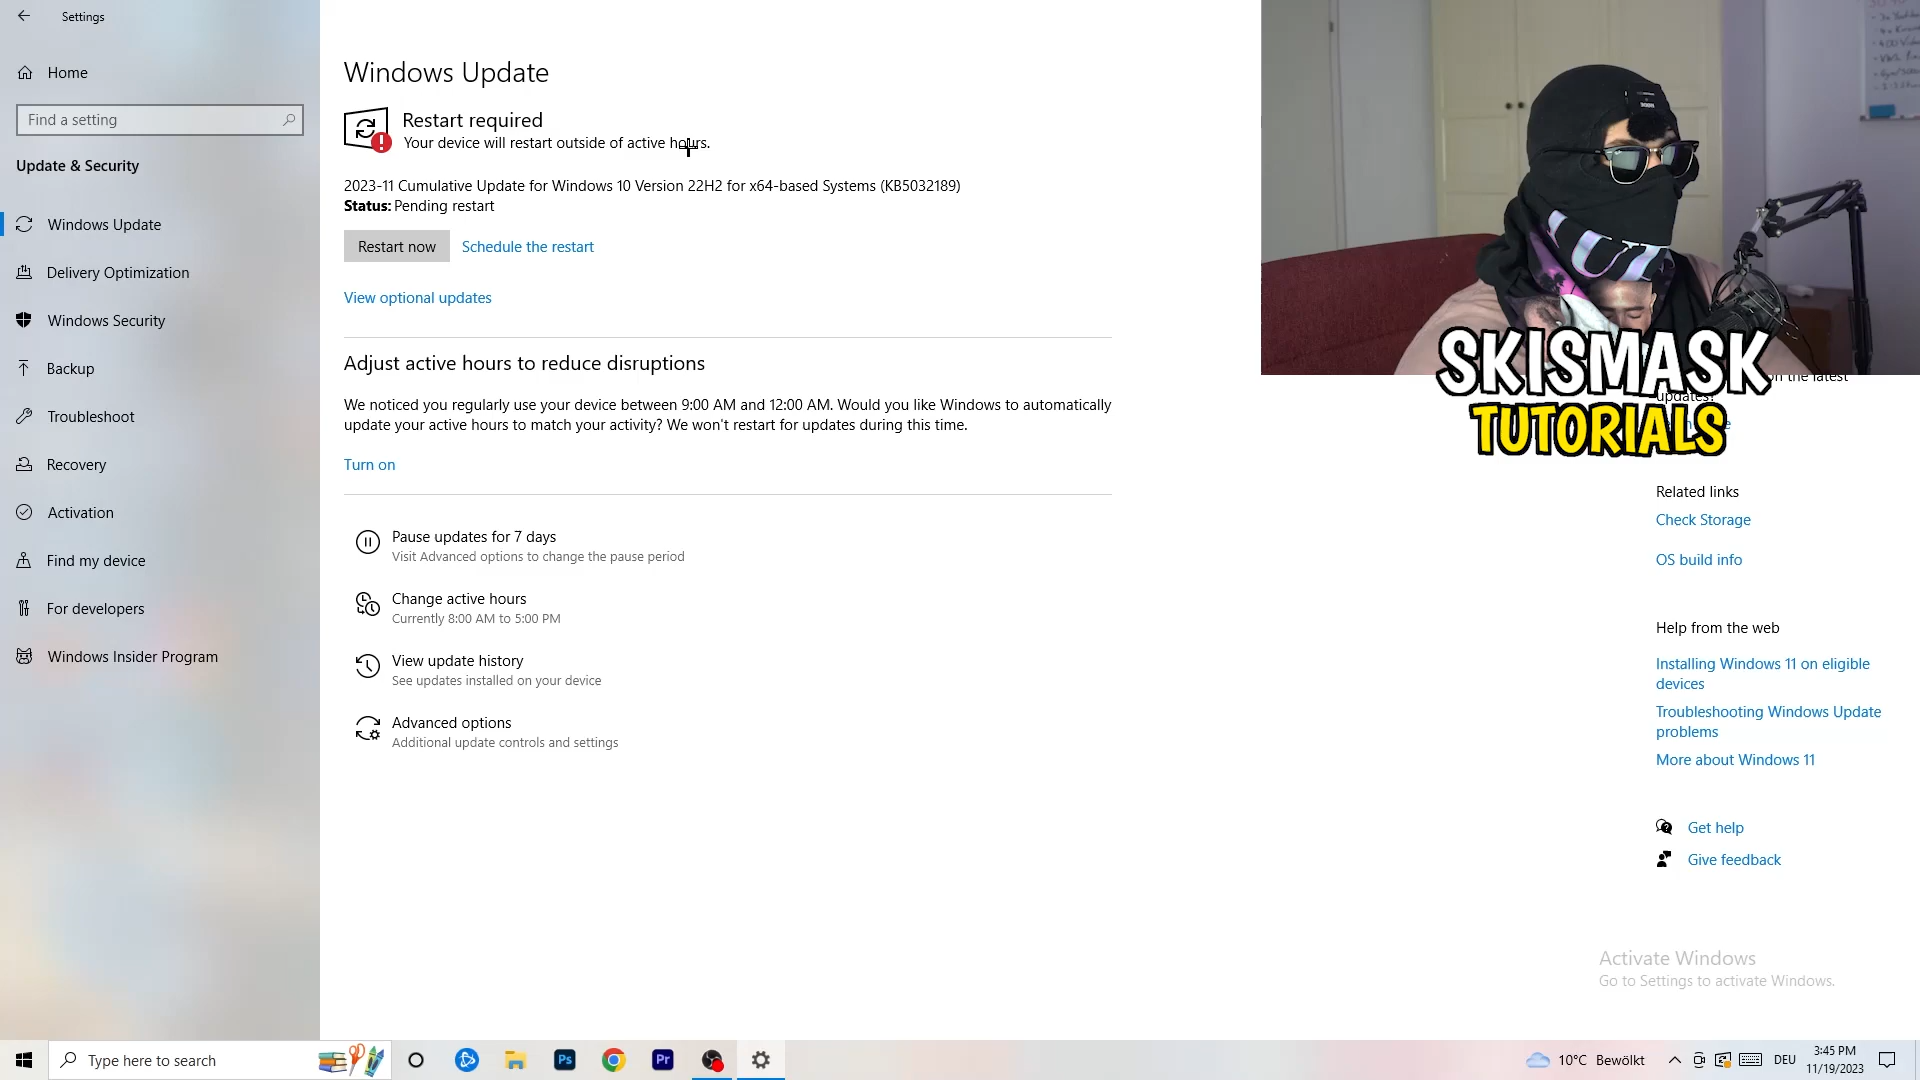 Settings
Home
Find a setting
Update & Security
Windows Update
Delivery Optimization
Windows Security
Backup
Troubleshoot
Recovery
Activation
Find my device
For developers
Windows Insider Program
Windows Update
Restart required
Your device will restart outside of active hours.
2023-11 Cumulative Update for Windows 10 Version 22H2 for x64-based Systems (KB5032189)
Status: Pending restart
Restart now
Schedule the restart
View optional updates
Adjust active hours to reduce disruptions
We noticed you regularly use your device between 9:00 AM and 12:00 AM. Would you like Windows to automatically
update your active hours to match your activity? We won't restart for updates during this time.
Turn on
Pause updates for 7 days
Visit Advanced options to change the pause period
Change active hours
Currently 8:00 AM to 5:00 PM
View update history
See updates installed on your device
Advanced options
Additional update controls and settings
SKISMASK
TUTORIALS
on the latest
updates?
Related links
Check Storage
OS build info
Help from the web
Installing Windows 11 on eligible
devices
Troubleshooting Windows Update
problems
More about Windows 11
Get help
Give feedback
Activate Windows
Go to Settings to activate Windows.
Type here to search
Ps
Pr
10°C Bewölkt
DEU
3:45 PM
11/19/2023